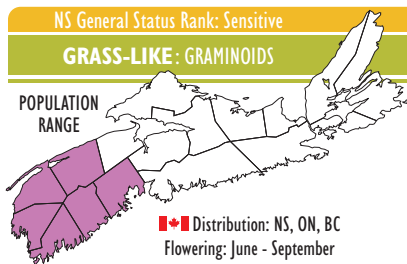 NS General Status Rank: Sensitive
GRASS-LIKE: GRAMINOIDS
POPULATION
RANGE
Distribution: NS, ON, BC
Flowering: June - September